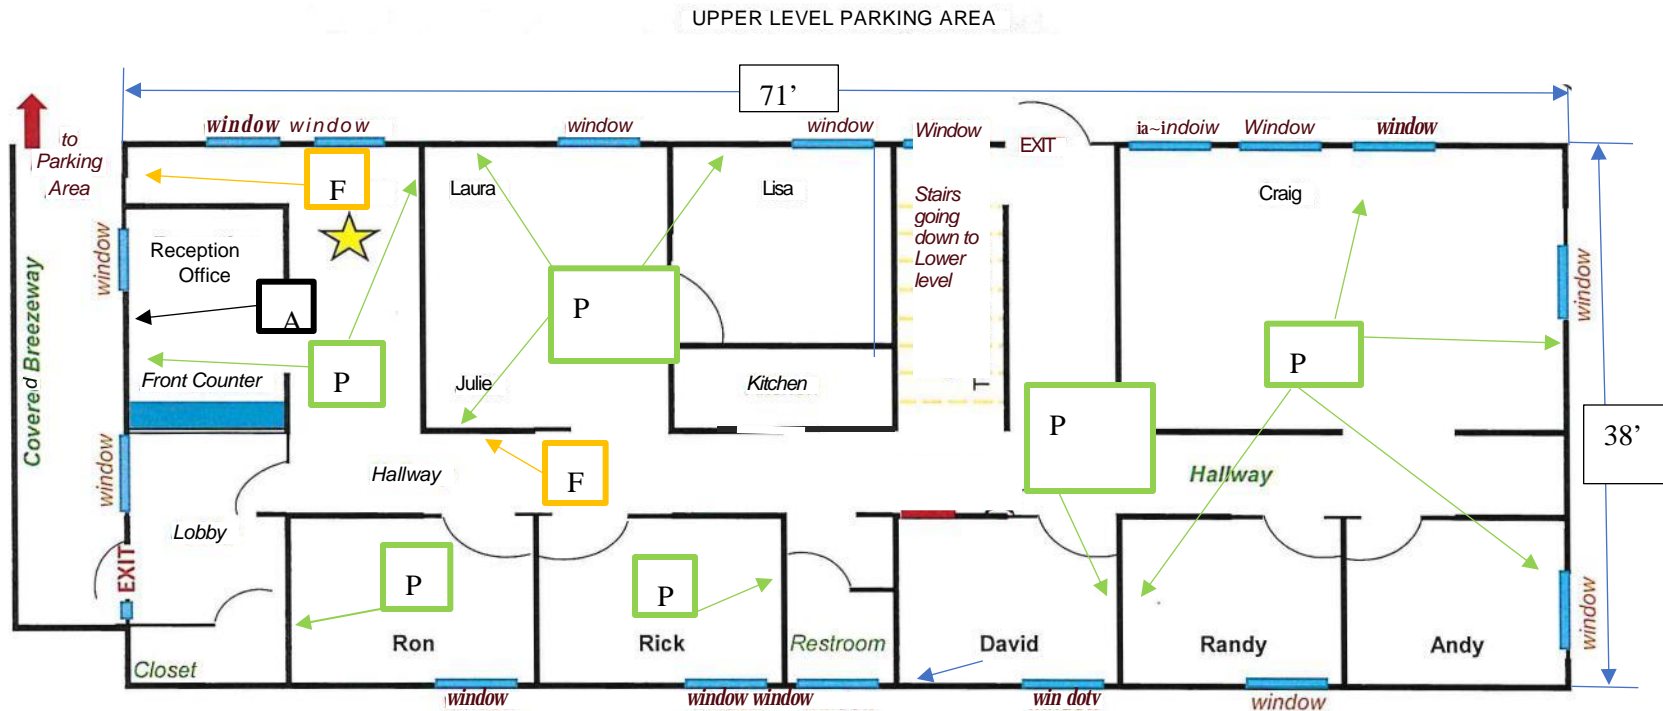 UPPER LEVEL PARKING AREA
71’
to
Parking
Area
window window
window
window
Window
EXIT
ia~indoiw Window window
F
Laura
Lisa
Craig
Stairs
going
down to
Lower
level
Reception
Office
window
window
A
P
P
P
Front Counter
P
Julie
Kitchen
T
Covered Breezeway
38’
window
Hallway
F
Hallway
Lobby
EXIT
P
P
window
Ron
Rick
Restroom
David
Randy
Andy
Closet
window
window window
win dotv
window